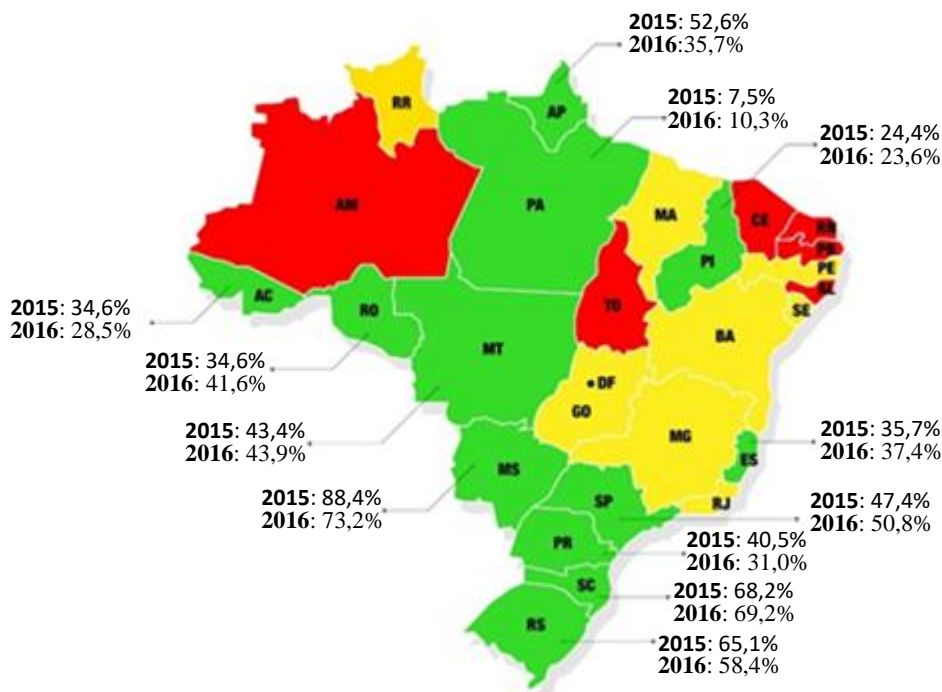 2015: 52,6%
2016:35,7%
2015: 7,5%
2016: 10,3%
2015: 24,4%
2016: 23,6%
RR
AP
AM
PA
MA
CE
PI
PE
TO
SE
BA
AC
RO
MT
DF
GO
MG
ES
MS
SP
RJ
PR
SC
RS
2015: 34,6%
2016: 28,5%
2015: 34,6%
2016: 41,6%
2015: 43,4%
2016: 43,9%
2015: 88,4%
2016: 73,2%
2015: 35,7%
2016: 37,4%
2015: 47,4%
2016: 50,8%
2015: 40,5%
2016: 31,0%
2015: 68,2%
2016: 69,2%
2015: 65,1%
2016: 58,4%